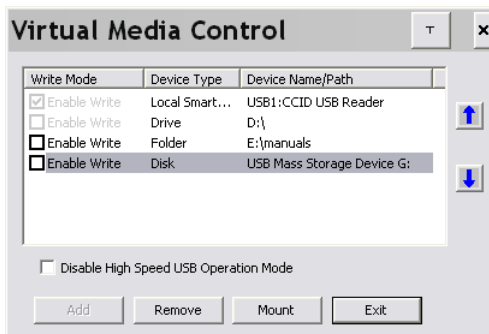 Virtual Media Control T ×
Write Mode Device Type Device Name/Path
Enable Write Local Smart... USB1:CCID USB Reader
Enable Write Drive D:\
Enable Write Folder E:\manuals
Enable Write Disk USB Mass Storage Device G:
Disable High Speed USB Operation Mode
Add Remove Mount Exit